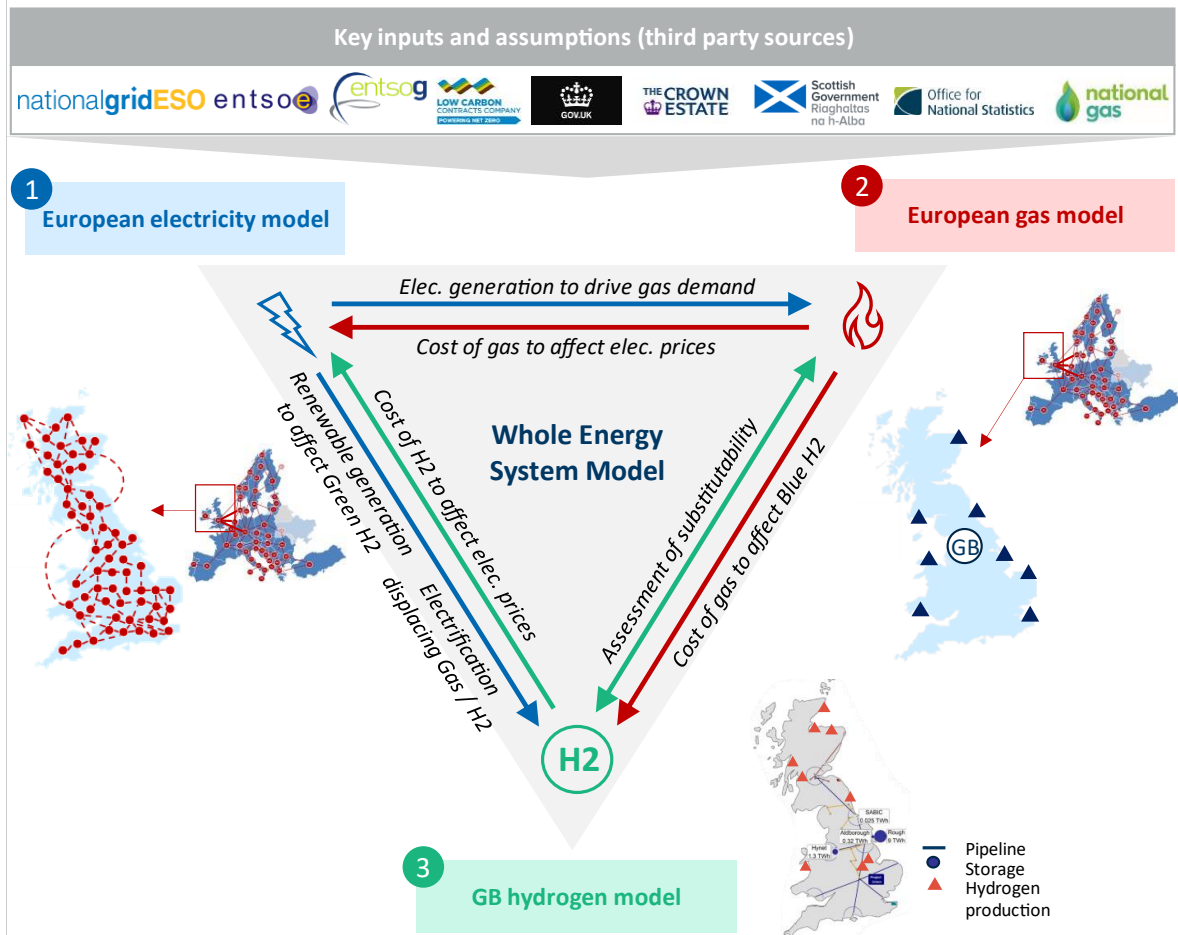 Key inputs and assumptions (third party sources)
nationalgridESO
entsoe
entsog
LOW CARBON
CONTRACTS COMPANY
POWERING NET ZERO
GOV.UK
THE CROWN
ESTATE
Scottish
Government
Riaghaltas
na h-Alba
Office for
National Statistics
national
gas
1
European electricity model
2
European gas model
Elec. generation to drive gas demand
Cost of gas to affect elec. prices
Renewable generation
to affect Green H2
Electrification
displacing Gas / H2
Cost of H2 to affect elec. prices
Whole Energy
System Model
Assessment of substitutability
Cost of gas to affect Blue H2
GB
H2
SABIC
0.025 TWh
Aldborough
0.32 TWh
Rough
9 TWh
Hynet
1.3 TWh
Pipeline
Storage
Hydrogen
production
3
GB hydrogen model